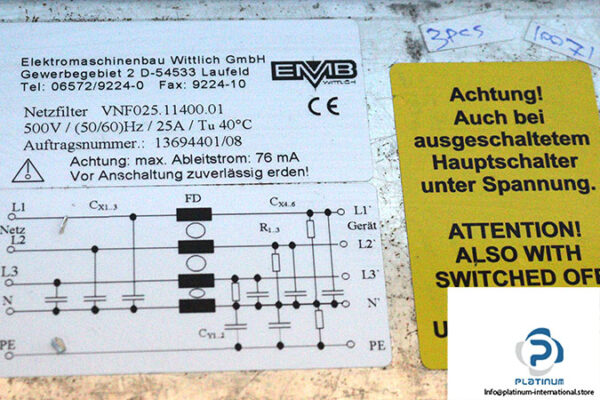 3pcs
10071
Elektromaschinenbau Wittlich GmbH
Gewerbegebiet 2 D-54533 Laufeld
Tel: 06572/9224-0 Fax: 9224-10
EMB
WITTLICH
CE
Netzfilter VNF025.11400.01
500V / (50/60)Hz / 25A / Tu 40°C
Auftragsnummer.: 13694401/08
Achtung: max. Ableitstrom: 76 mA
Vor Anschaltung zuverlässig erden!
L1 CX1..3 FD CX4..6 L1`
Netz R1..3 Gerät
L2 L2`
L3 L3`
N N`
CY1..2
PE PE
Achtung!
Auch bei
ausgeschaltetem
Hauptschalter
unter Spannung.
ATTENTION!
ALSO WITH
SWITCHED OFF
PLATINUM
Info@platinum-international.store